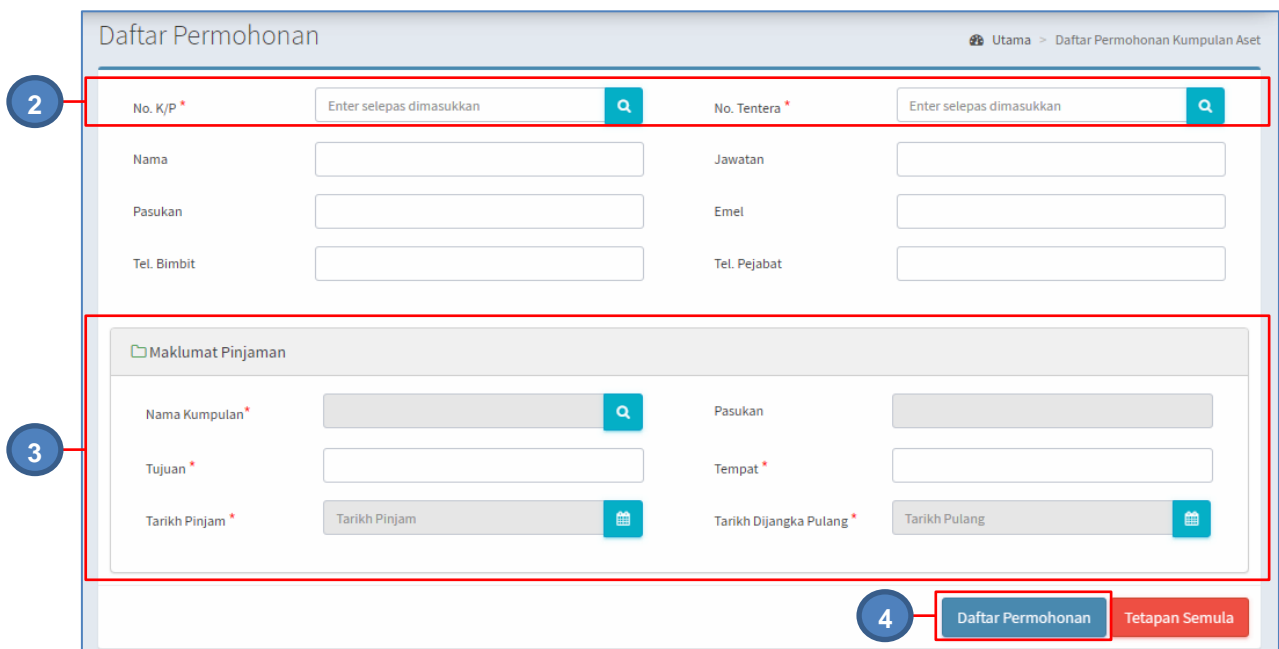 Daftar Permohonan
Utama > Daftar Permohonan Kumpulan Aset
2
No. K/P * Enter selepas dimasukkan No. Tentera * Enter selepas dimasukkan
Nama Jawatan
Pasukan Emel
Tel. Bimbit Tel. Pejabat
Maklumat Pinjaman
Nama Kumpulan* Pasukan
3
Tujuan * Tempat *
Tarikh Pinjam * Tarikh Pinjam Tarikh Dijangka Pulang * Tarikh Pulang
4 Daftar Permohonan Tetapan Semula